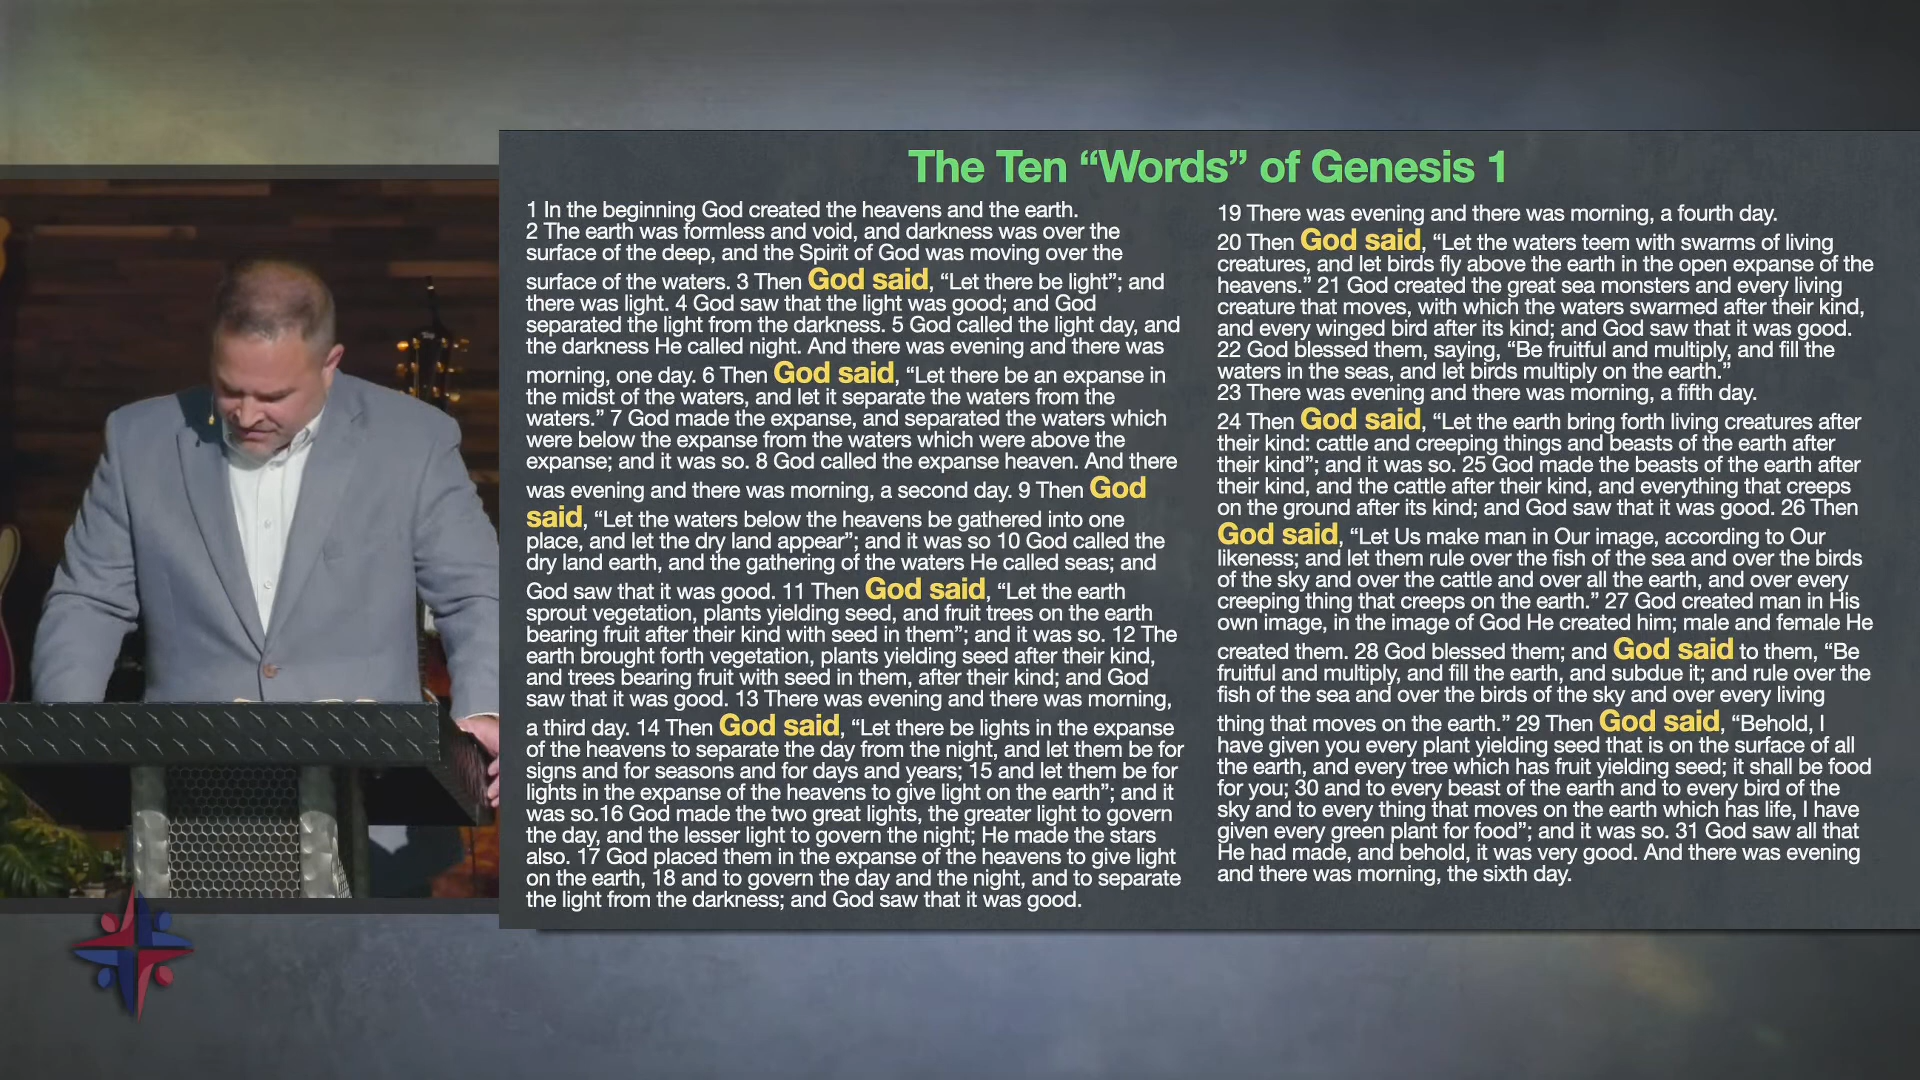 The Ten “Words” of Genesis 1
1 In the beginning God created the heavens and the earth.
2 The earth was formless and void, and darkness was over the
surface of the deep, and the Spirit of God was moving over the
surface of the waters. 3 Then God said, “Let there be light”; and
there was light. 4 God saw that the light was good; and God
separated the light from the darkness. 5 God called the light day, and
the darkness He called night. And there was evening and there was
morning, one day. 6 Then God said, “Let there be an expanse in
the midst of the waters, and let it separate the waters from the
waters.” 7 God made the expanse, and separated the waters which
were below the expanse from the waters which were above the
expanse; and it was so. 8 God called the expanse heaven. And there
was evening and there was morning, a second day. 9 Then God
said, “Let the waters below the heavens be gathered into one
place, and let the dry land appear”; and it was so 10 God called the
dry land earth, and the gathering of the waters He called seas; and
God saw that it was good. 11 Then God said, “Let the earth
sprout vegetation, plants yielding seed, and fruit trees on the earth
bearing fruit after their kind with seed in them”; and it was so. 12 The
earth brought forth vegetation, plants yielding seed after their kind,
and trees bearing fruit with seed in them, after their kind; and God
saw that it was good. 13 There was evening and there was morning,
a third day. 14 Then God said, “Let there be lights in the expanse
of the heavens to separate the day from the night, and let them be for
signs and for seasons and for days and years; 15 and let them be for
lights in the expanse of the heavens to give light on the earth”; and it
was so.16 God made the two great lights, the greater light to govern
the day, and the lesser light to govern the night; He made the stars
also. 17 God placed them in the expanse of the heavens to give light
on the earth, 18 and to govern the day and the night, and to separate
the light from the darkness; and God saw that it was good.
19 There was evening and there was morning, a fourth day.
20 Then God said, “Let the waters teem with swarms of living
creatures, and let birds fly above the earth in the open expanse of the
heavens.” 21 God created the great sea monsters and every living
creature that moves, with which the waters swarmed after their kind,
and every winged bird after its kind; and God saw that it was good.
22 God blessed them, saying, “Be fruitful and multiply, and fill the
waters in the seas, and let birds multiply on the earth.”
23 There was evening and there was morning, a fifth day.
24 Then God said, “Let the earth bring forth living creatures after
their kind: cattle and creeping things and beasts of the earth after
their kind”; and it was so. 25 God made the beasts of the earth after
their kind, and the cattle after their kind, and everything that creeps
on the ground after its kind; and God saw that it was good. 26 Then
God said, “Let Us make man in Our image, according to Our
likeness; and let them rule over the fish of the sea and over the birds
of the sky and over the cattle and over all the earth, and over every
creeping thing that creeps on the earth.” 27 God created man in His
own image, in the image of God He created him; male and female He
created them. 28 God blessed them; and God said to them, “Be
fruitful and multiply, and fill the earth, and subdue it; and rule over the
fish of the sea and over the birds of the sky and over every living
thing that moves on the earth.” 29 Then God said, “Behold, I
have given you every plant yielding seed that is on the surface of all
the earth, and every tree which has fruit yielding seed; it shall be food
for you; 30 and to every beast of the earth and to every bird of the
sky and to every thing that moves on the earth which has life, I have
given every green plant for food”; and it was so. 31 God saw all that
He had made, and behold, it was very good. And there was evening
and there was morning, the sixth day.